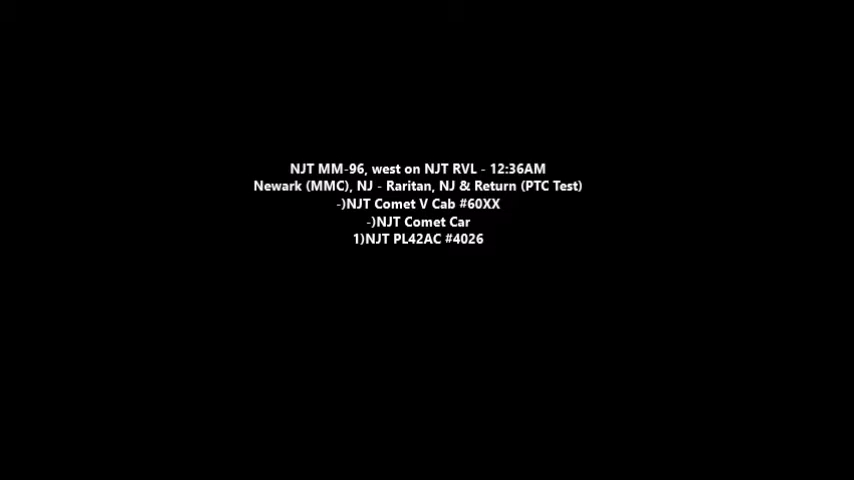 NJT MM-96, west on NJT RVL - 12:36AM
Newark (MMC), NJ - Raritan, NJ & Return (PTC Test)
-)NJT Comet V Cab #60XX
-)NJT Comet Car
1)NJT PL42AC #4026